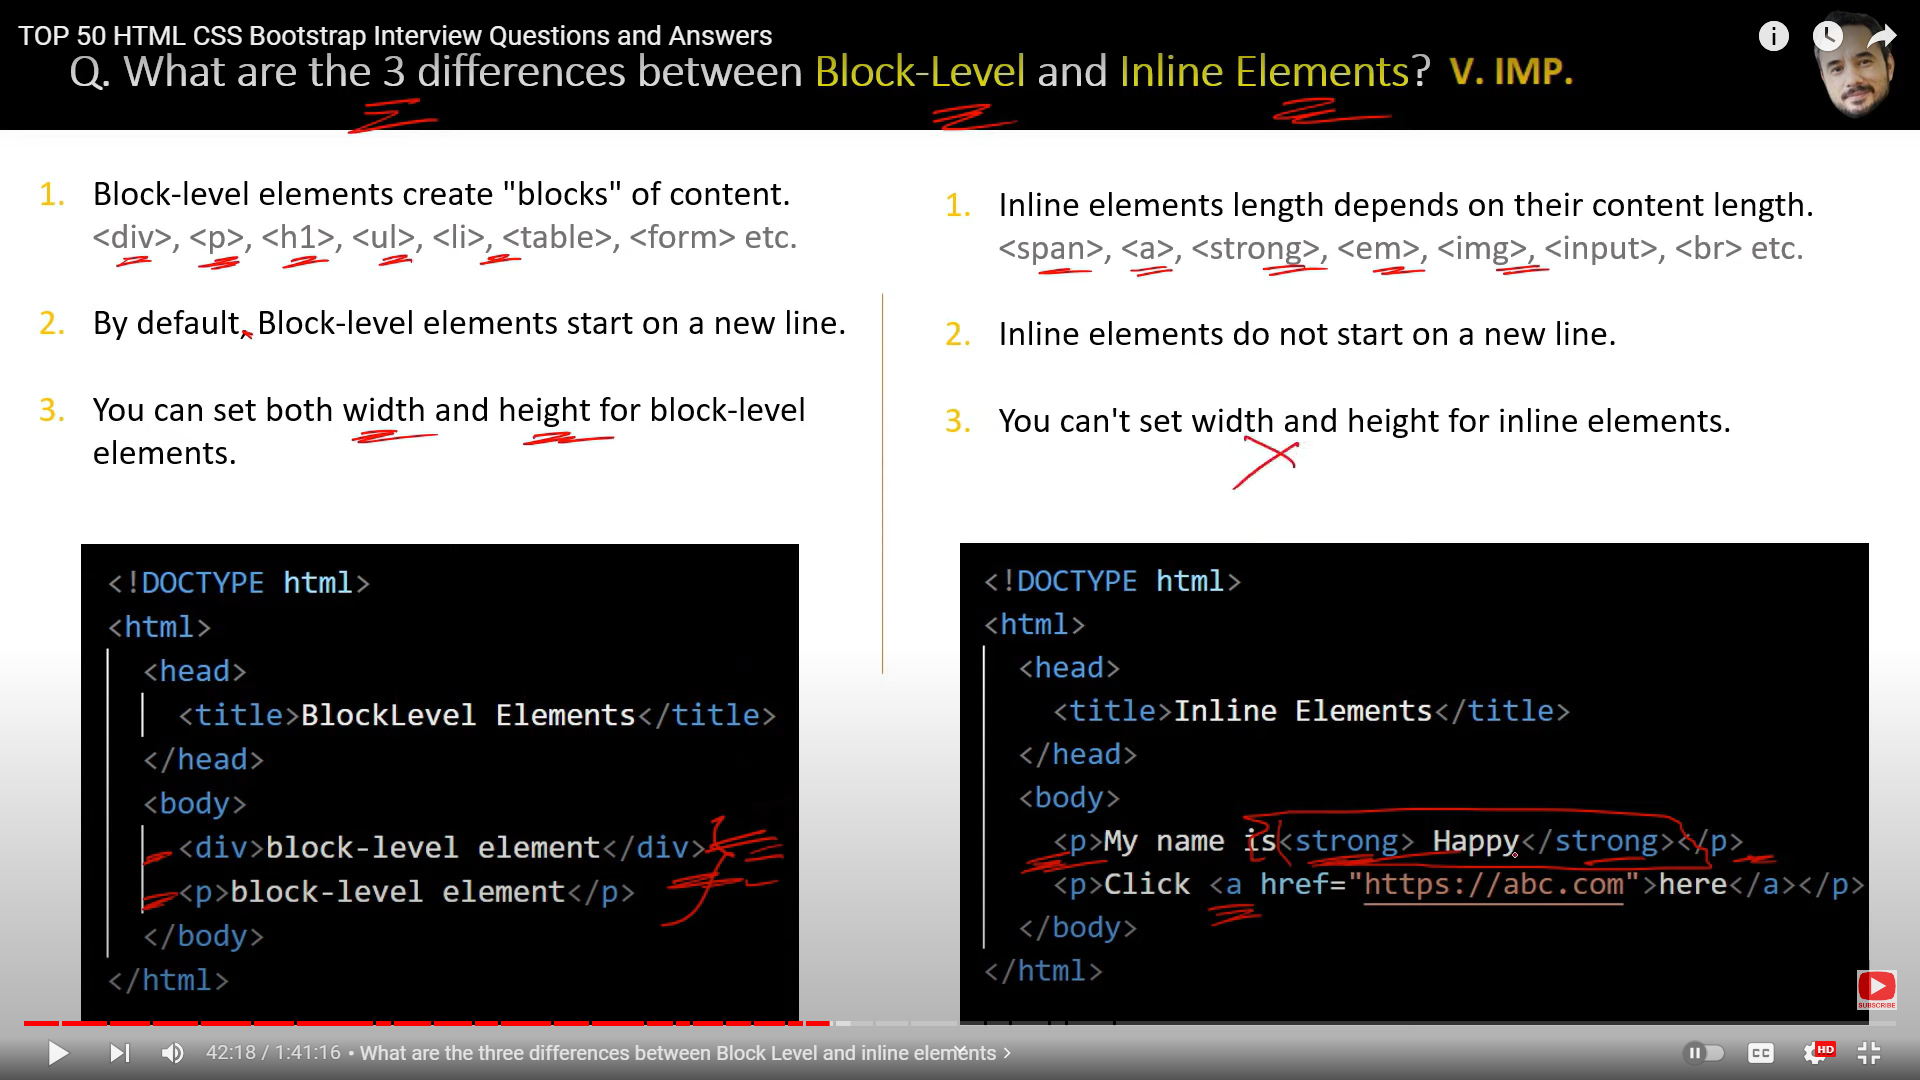 TOP 50 HTML CSS Bootstrap Interview Questions and Answers
Q. What are the 3 differences between Block-Level and Inline Elements? V. IMP.
1. Block-level elements create "blocks" of content.
<div>, <p>, <h1>, <ul>, <li>, <table>, <form> etc.
2. By default, Block-level elements start on a new line.
3. You can set both width and height for block-level
elements.
1. Inline elements length depends on their content length.
<span>, <a>, <strong>, <em>, <img>, <input>, <br> etc.
2. Inline elements do not start on a new line.
3. You can't set width and height for inline elements.
<!DOCTYPE html>
<html>
<head>
<title>BlockLevel Elements</title>
</head>
<body>
<div>block-level element</div>
<p>block-level element</p>
</body>
</html>
<!DOCTYPE html>
<html>
<head>
<title>Inline Elements</title>
</head>
<body>
<p>My name is<strong> Happy</strong></p>
<p>Click <a href="https://abc.com">here</a></p>
</body>
</html>
SUBSCRIBE
42:18 / 1:41:16 • What are the three differences between Block Level and inline elements >
CC
HD